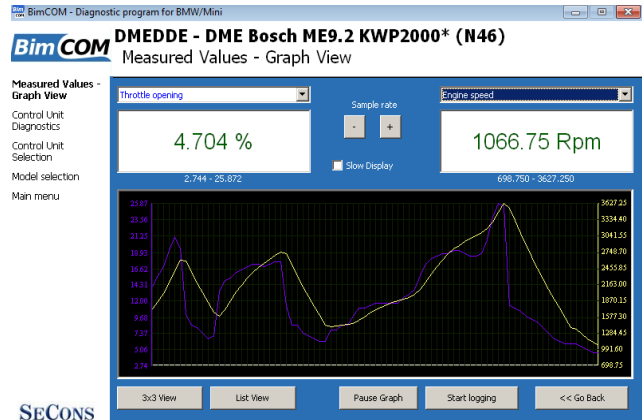 BimCOM - Diagnostic program for BMW/Mini
BimCOM
DMEDDE - DME Bosch ME9.2 KWP2000* (N46)
Measured Values - Graph View
Measured Values -
Graph View
Control Unit
Diagnostics
Control Unit
Selection
Model selection
Main menu
Throttle opening
4.704 %
2.744 - 25.872
Sample rate
- +
Slow Display
Engine speed
1066.75 Rpm
698.750 - 3627.250
25.87
23.56
21.25
18.93
16.62
14.31
12.00
9.68
7.37
5.06
2.74
3627.25
3334.40
3041.55
2748.70
2455.85
2163.00
1870.15
1577.30
1284.45
991.60
698.75
3x3 View
List View
Pause Graph
Start logging
<< Go Back
SECONS